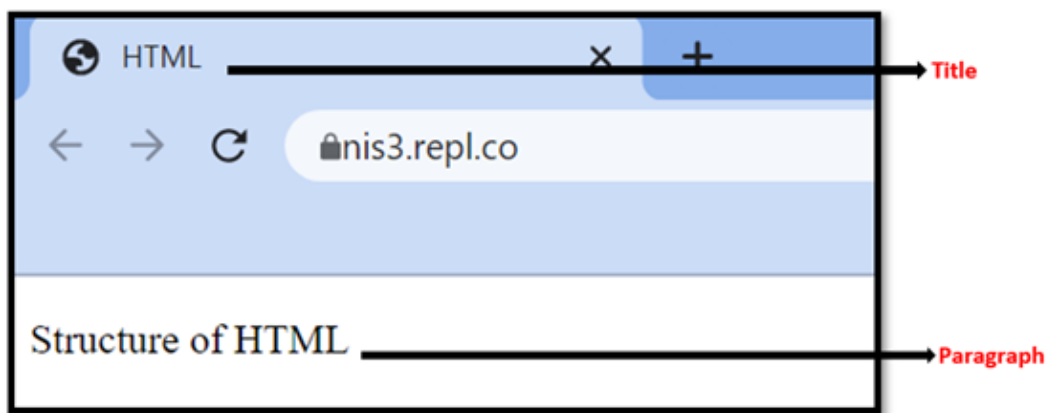 HTML
Title
nis3.repl.co
Structure of HTML
Paragraph